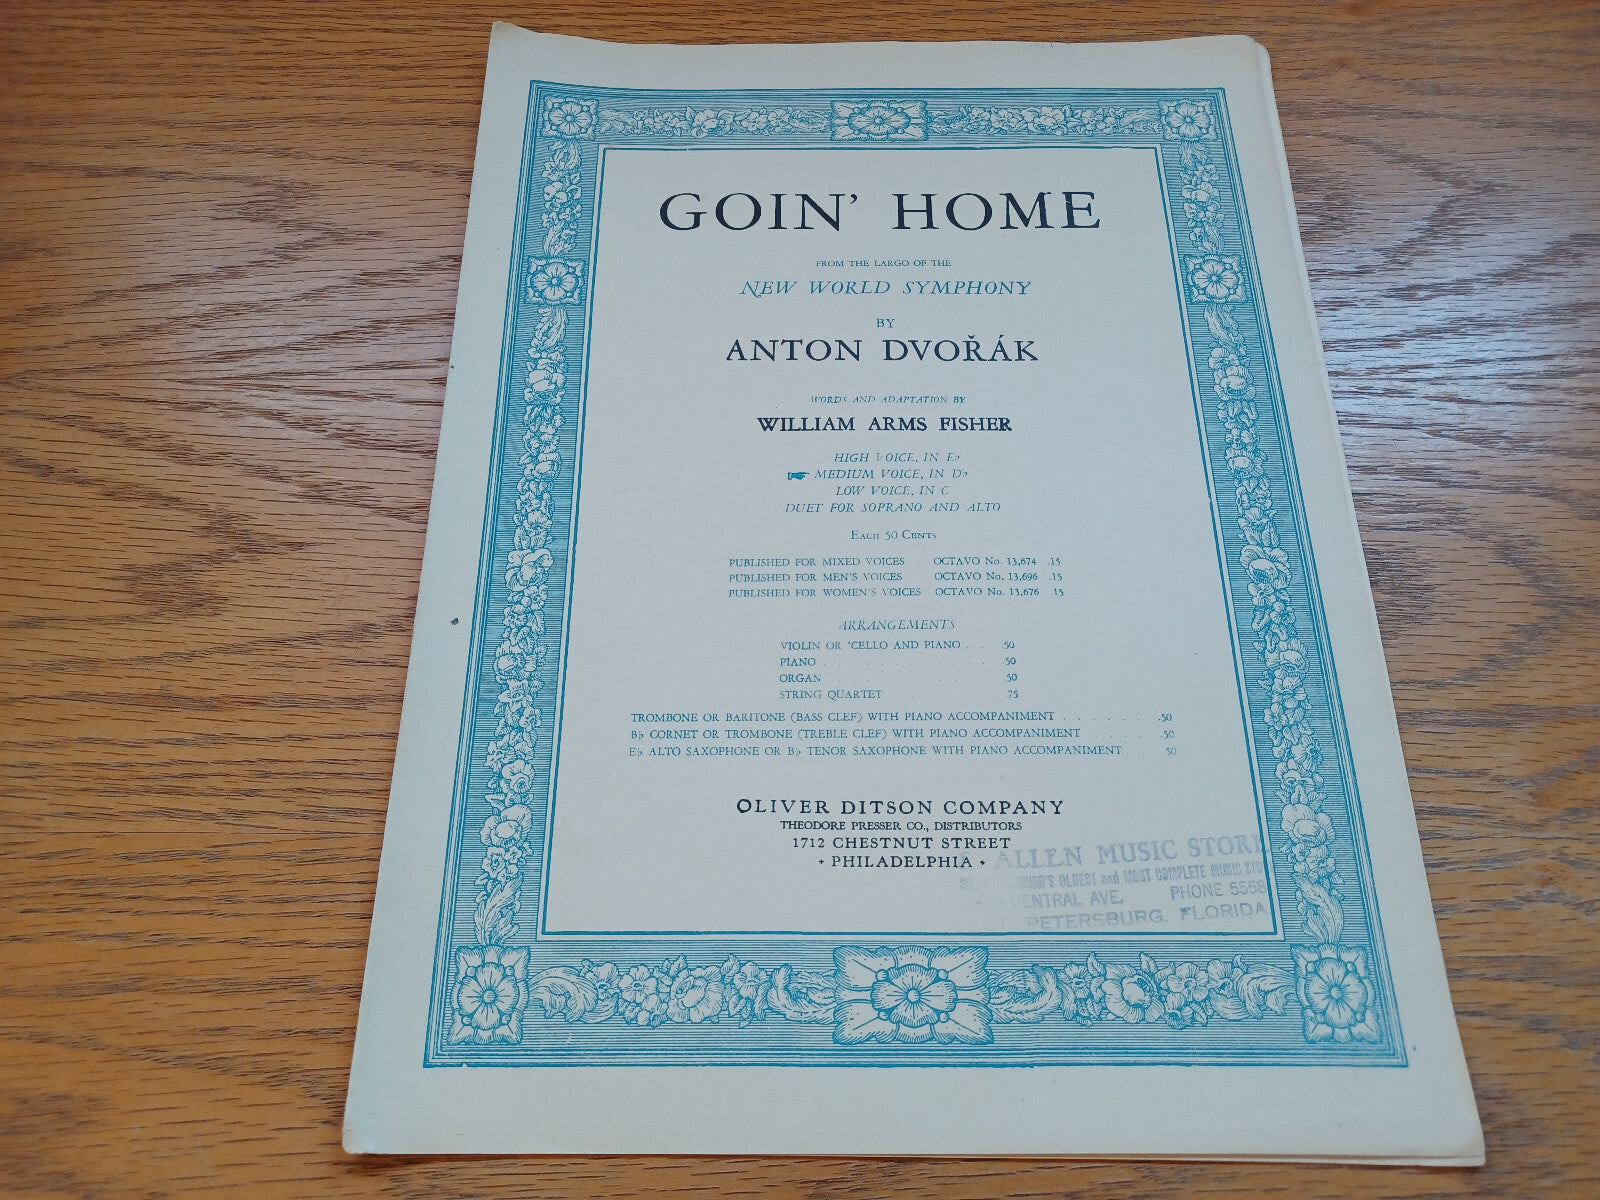 GOIN' HOME
FROM THE LARGO OF THE
NEW WORLD SYMPHONY
BY
ANTON DVOŘÁK
WORDS AND ADAPTATION BY
WILLIAM ARMS FISHER
HIGH VOICE, IN E♭
MEDIUM VOICE, IN D♭
LOW VOICE, IN C
DUET FOR SOPRANO AND ALTO
EACH 50 CENTS
PUBLISHED FOR MIXED VOICES OCTAVO No. 13,674 .15
PUBLISHED FOR MEN'S VOICES OCTAVO No. 13,696 .15
PUBLISHED FOR WOMEN'S VOICES OCTAVO No. 13,676 .15
ARRANGEMENTS
VIOLIN OR 'CELLO AND PIANO . . .50
PIANO . . . . . . . . . . .50
ORGAN . . . . . . . . . . .50
STRING QUARTET . . . . . . .75
TROMBONE OR BARITONE (BASS CLEF) WITH PIANO ACCOMPANIMENT . . . . . . . .50
B♭ CORNET OR TROMBONE (TREBLE CLEF) WITH PIANO ACCOMPANIMENT . . . . . .50
E♭ ALTO SAXOPHONE OR B♭ TENOR SAXOPHONE WITH PIANO ACCOMPANIMENT . . .50
OLIVER DITSON COMPANY
THEODORE PRESSER CO., DISTRIBUTORS
1712 CHESTNUT STREET
PHILADELPHIA
ALLEN MUSIC STORE
OLDEST and MOST COMPLETE MUSIC STO
CENTRAL AVE. PHONE 5558
ST. PETERSBURG, FLORIDA